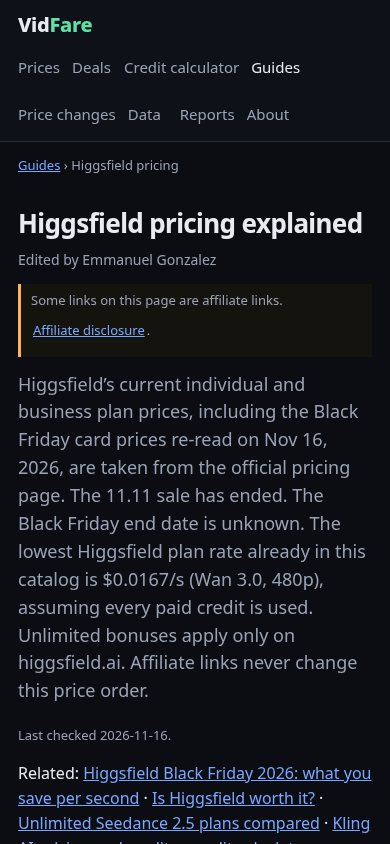 VidFare
Prices Deals Credit calculator Guides
Price changes Data Reports About
Guides › Higgsfield pricing
Higgsfield pricing explained
Edited by Emmanuel Gonzalez
Some links on this page are affiliate links.
Affiliate disclosure.
Higgsfield’s current individual and
business plan prices, including the Black
Friday card prices re-read on Nov 16,
2026, are taken from the official pricing
page. The 11.11 sale has ended. The
Black Friday end date is unknown. The
lowest Higgsfield plan rate already in this
catalog is $0.0167/s (Wan 3.0, 480p),
assuming every paid credit is used.
Unlimited bonuses apply only on
higgsfield.ai. Affiliate links never change
this price order.
Last checked 2026-11-16.
Related: Higgsfield Black Friday 2026: what you
save per second · Is Higgsfield worth it? ·
Unlimited Seedance 2.5 plans compared · Kling